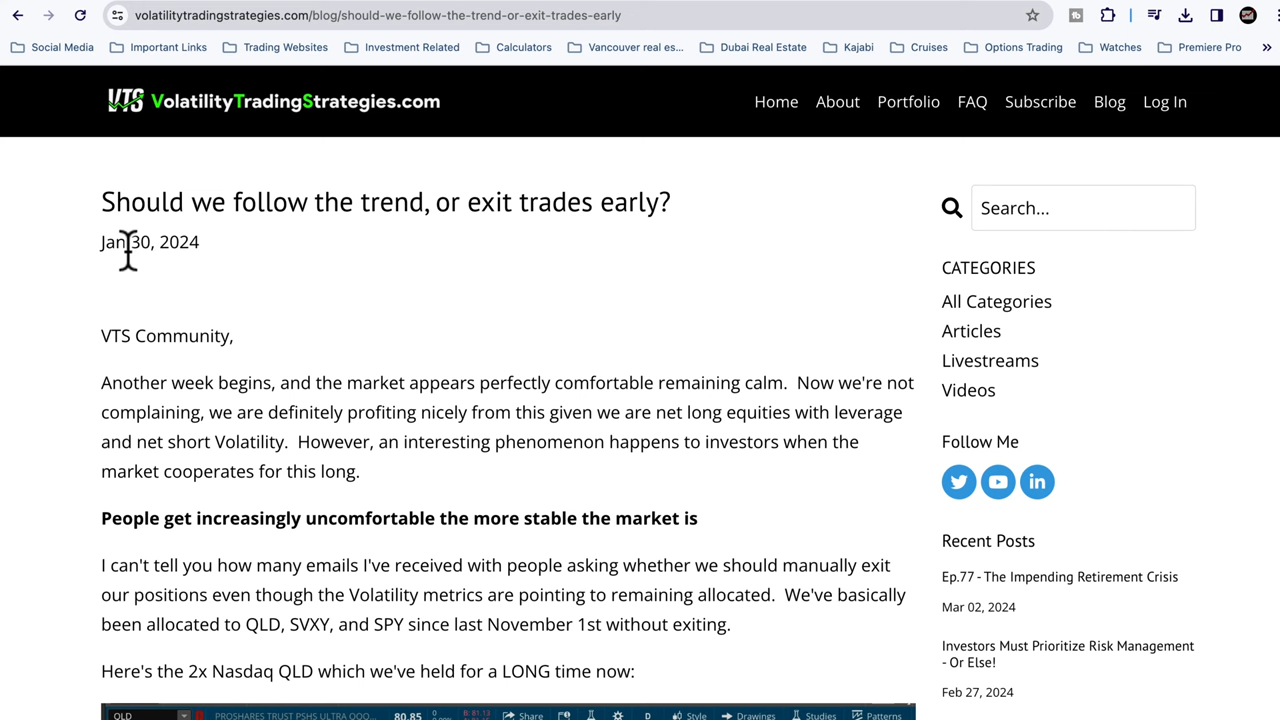 volatilitytradingstrategies.com/blog/should-we-follow-the-trend-or-exit-trades-early
Social Media Important Links Trading Websites Investment Related Calculators Vancouver real es... Dubai Real Estate Kajabi Cruises Options Trading Watches Premiere Pro
VTS VolatilityTradingStrategies.com Home About Portfolio FAQ Subscribe Blog Log In
Should we follow the trend, or exit trades early?
Jan 30, 2024
VTS Community,
Another week begins, and the market appears perfectly comfortable remaining calm. Now we're not
complaining, we are definitely profiting nicely from this given we are net long equities with leverage
and net short Volatility. However, an interesting phenomenon happens to investors when the
market cooperates for this long.
People get increasingly uncomfortable the more stable the market is
I can't tell you how many emails I've received with people asking whether we should manually exit
our positions even though the Volatility metrics are pointing to remaining allocated. We've basically
been allocated to QLD, SVXY, and SPY since last November 1st without exiting.
Here's the 2x Nasdaq QLD which we've held for a LONG time now:
QLD PROSHARES TRUST PSHS ULTRA QQQ... 80.85 B: 81.13 Share D Style Drawings Studies Patterns
Search...
CATEGORIES
All Categories
Articles
Livestreams
Videos
Follow Me
in
Recent Posts
Ep.77 - The Impending Retirement Crisis
Mar 02, 2024
Investors Must Prioritize Risk Management
- Or Else!
Feb 27, 2024